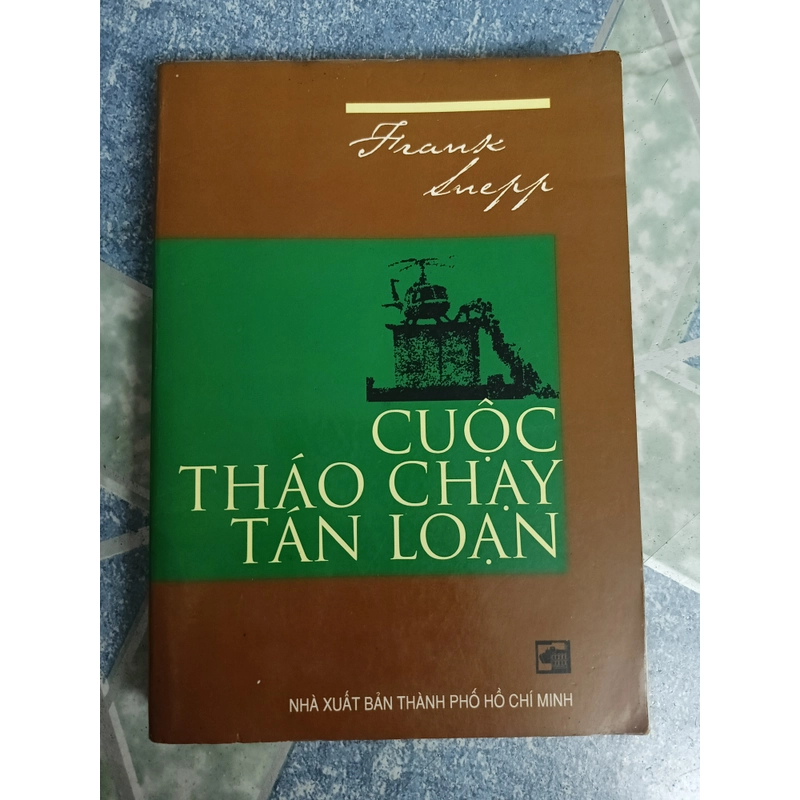 Frank
Snepp
CUỘC
THÁO CHẠY
TÁN LOẠN
NHÀ XUẤT BẢN THÀNH PHỐ HỒ CHÍ MINH